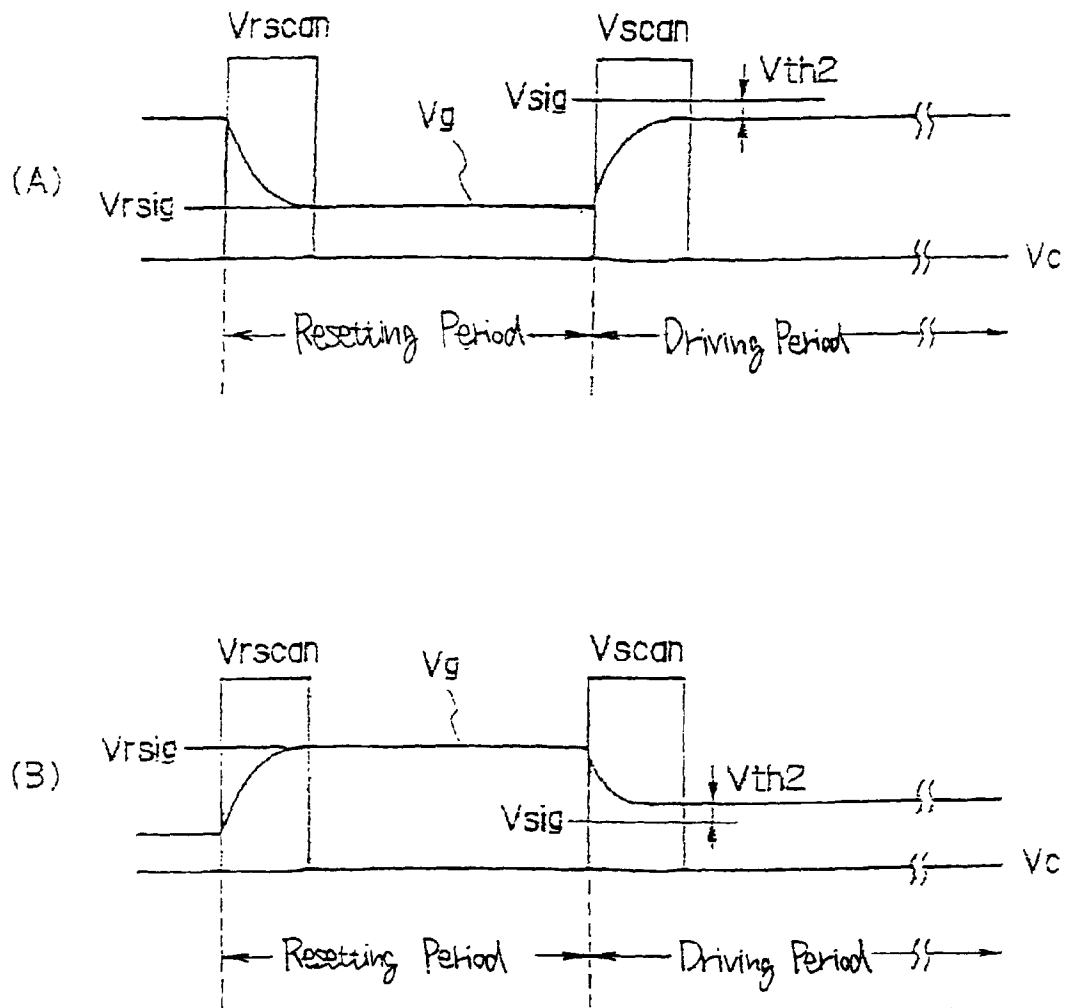 Vrscan
Vscan
Vth2
Vsig
Vg
(A)
Vrsig
Vc
Resetting Period
Driving Period
Vrscan
Vg
Vscan
Vrsig
(B)
Vth2
Vsig
Vc
Resetting Period
Driving Period